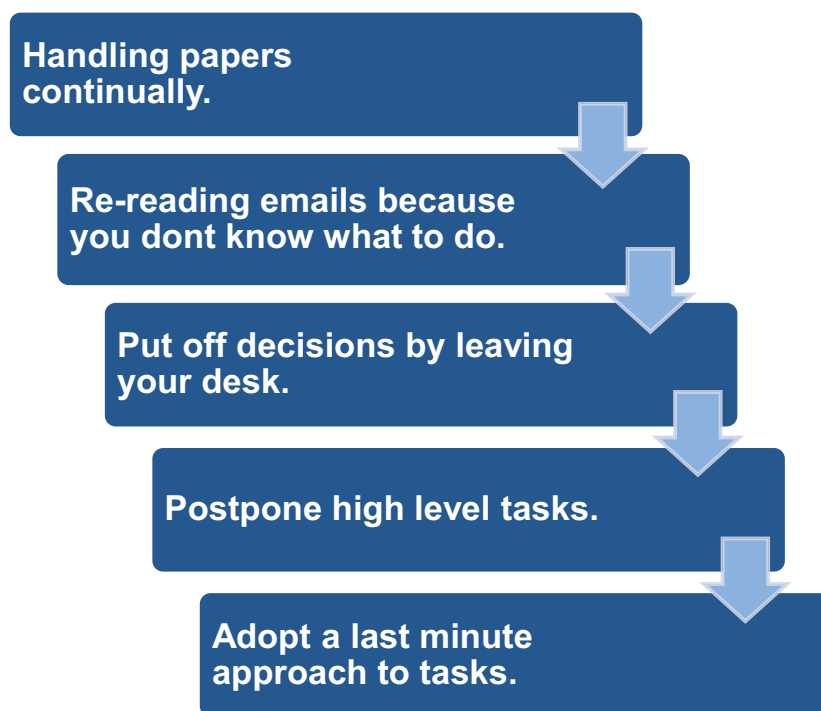 Handling papers
continually.
Re-reading emails because
you dont know what to do.
Put off decisions by leaving
your desk.
Postpone high level tasks.
Adopt a last minute
approach to tasks.